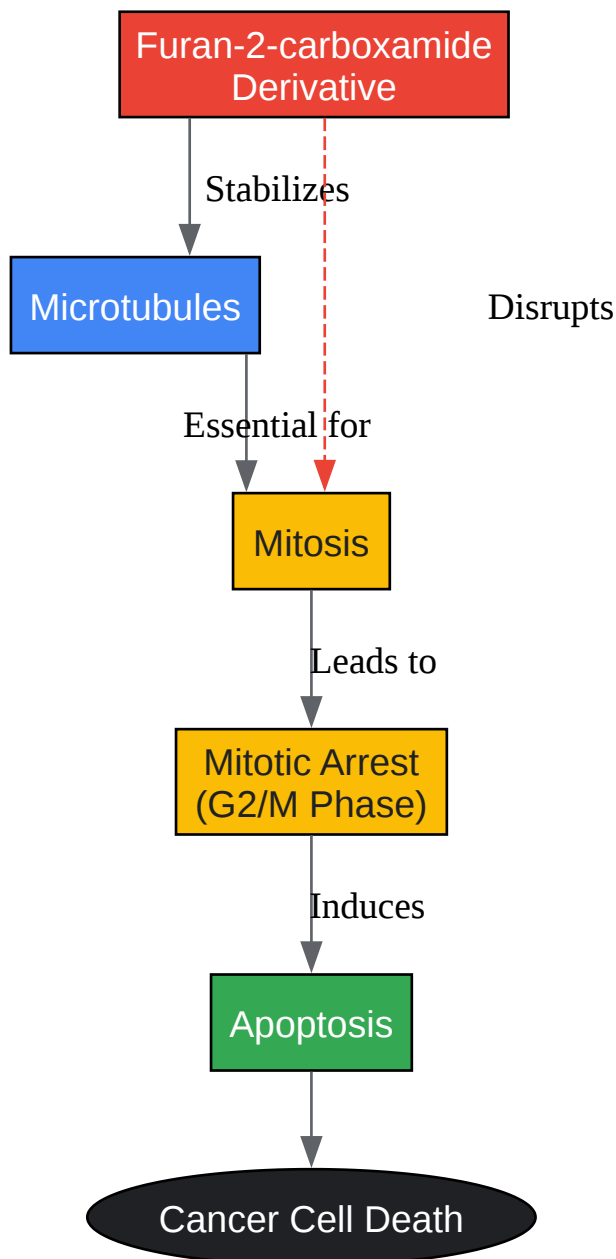 Furan-2-carboxamide
Derivative
Stabilizes
Microtubules
Disrupts
Essential for
Mitosis
Leads to
Mitotic Arrest
(G2/M Phase)
Induces
Apoptosis
Cancer Cell Death